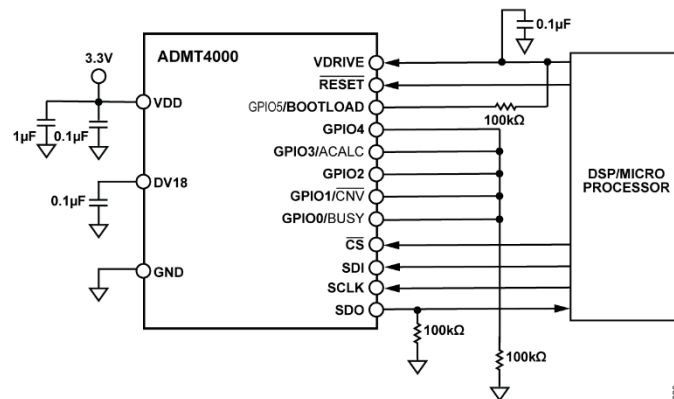 ADMT4000
3.3V
1µF
0.1µF
VDD
0.1µF
DV18
GND
VDRIVE
RESET
GPIO5/BOOTLOAD
GPIO4
GPIO3/ACALC
GPIO2
GPIO1/CNV
GPIO0/BUSY
CS
SDI
SCLK
SDO
0.1µF
100kΩ
100kΩ
100kΩ
DSP/MICRO
PROCESSOR